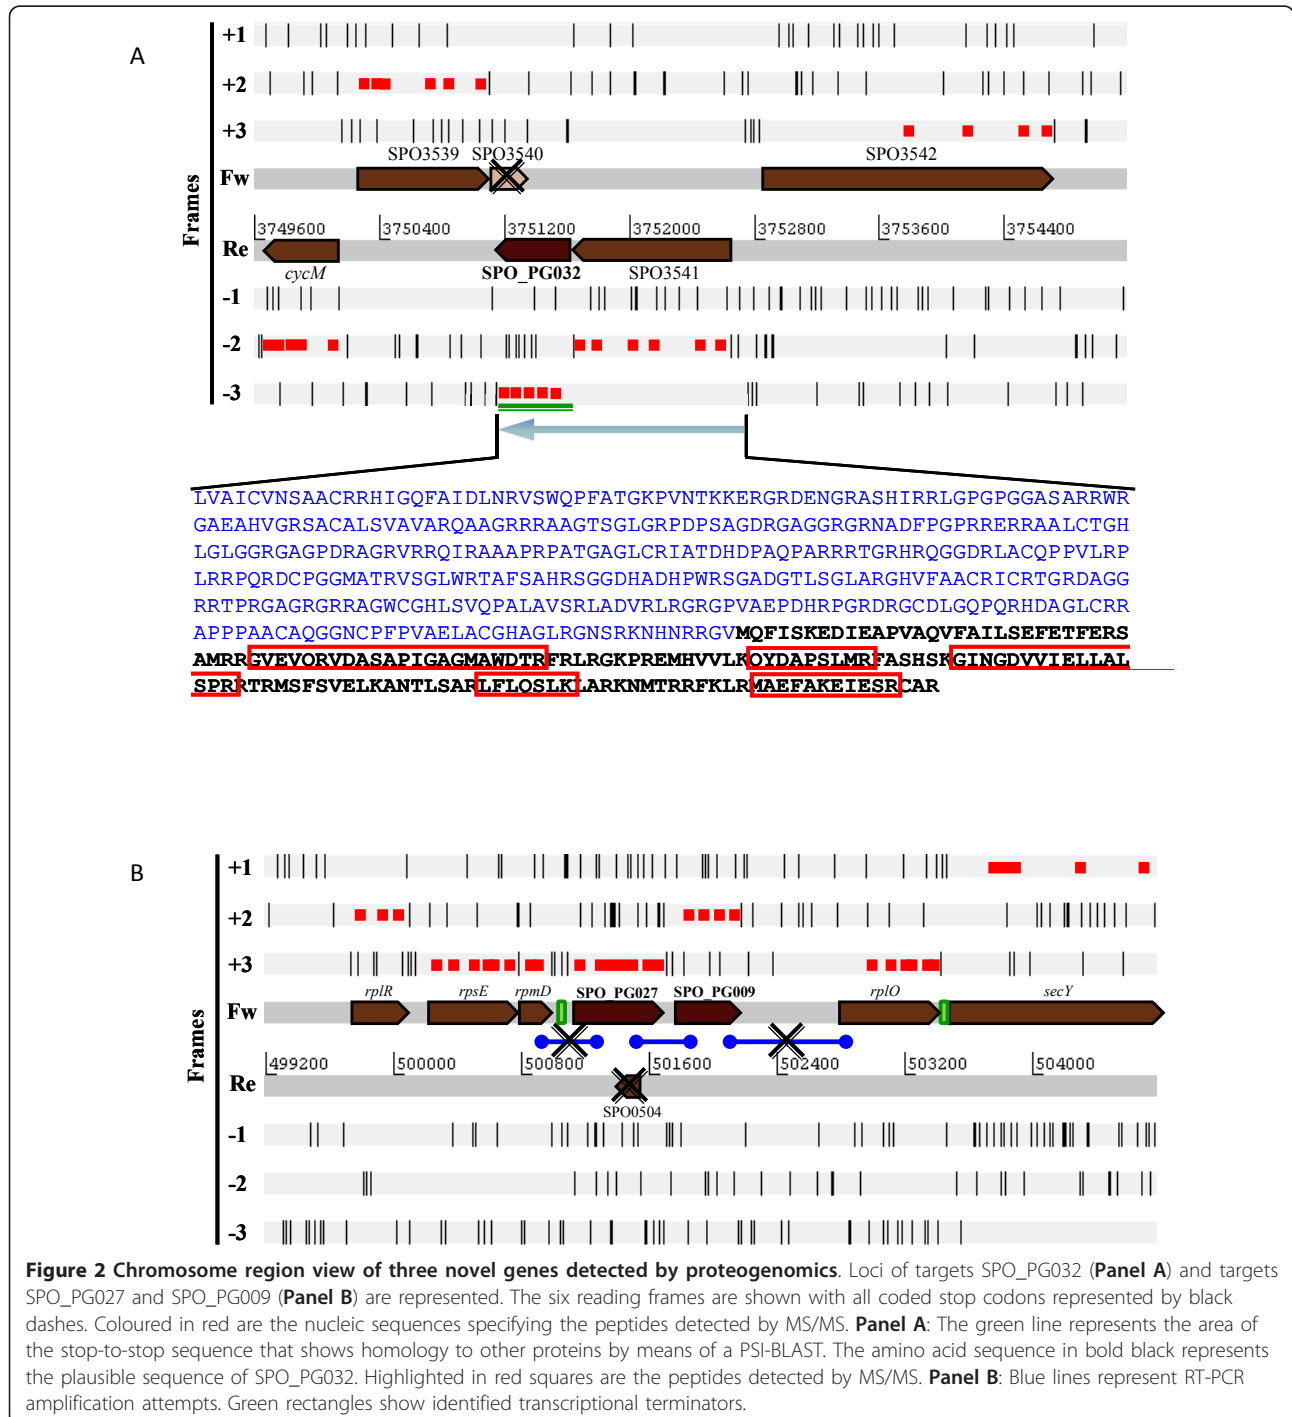 A
+1
+2
+3
SPO3539 SPO3540 SPO3542
Fw
Frames
3749600 3750400 3751200 3752000 3752800 3753600 3754400
Re
cycM SPO_PG032 SPO3541
-1
-2
-3
LVAICVNSAACRRHIGQFAIDLNRVSWQPFATGKPVNTKKERGRDENGRASHIRRLGPGPGGASARRWR
GAEAHVGRSACALSVAVARQAAGRRRAAGTSGLGRPDPSAGDRGAGGRGRNADFPGPRRERRAALCTGH
LGLGGRGAGPDRAGRVRRQIRAAAPRPATGAGLCRIATDHDPAQPARRRTGRHRQGGDRLACQPPVLRP
LRRPQRDCPGGMATRVSGLWRTAFSAHRSGGDHADHPWRSGADGTLSGLARGHVFAACRICRTGRDAGG
RRTPRGAGRGRRAGWCGHLSVQPALAVSRLADVRLRGRGPVAEPDHRPGRDRGCDLGQPQRHDAGLCRR
APPPAACAQGGNCPFPVAELACGHAGLRGNSRKNHNRRGVMQFISKEDIEAPVAQVFAILSEFETFERS
AMRRGVEVQRVDASAPIGAGMAWDTRFRLRGKPREMHVVLKQYDAPSLMRFASHSKGINGDVVIELLAL
SPRRTRMSFSVELKANTLSARLFLQSLKLARKNMTRRFKLRMAEFAKEIESRCAR
B
+1
+2
+3
rplR rpsE rpmD SPO_PG027 SPO_PG009 rplO secY
Fw
Frames
499200 500000 500800 501600 502400 503200 504000
Re
SPO0504
-1
-2
-3
Figure 2 Chromosome region view of three novel genes detected by proteogenomics. Loci of targets SPO_PG032 (Panel A) and targets
SPO_PG027 and SPO_PG009 (Panel B) are represented. The six reading frames are shown with all coded stop codons represented by black
dashes. Coloured in red are the nucleic sequences specifying the peptides detected by MS/MS. Panel A: The green line represents the area of
the stop-to-stop sequence that shows homology to other proteins by means of a PSI-BLAST. The amino acid sequence in bold black represents
the plausible sequence of SPO_PG032. Highlighted in red squares are the peptides detected by MS/MS. Panel B: Blue lines represent RT-PCR
amplification attempts. Green rectangles show identified transcriptional terminators.